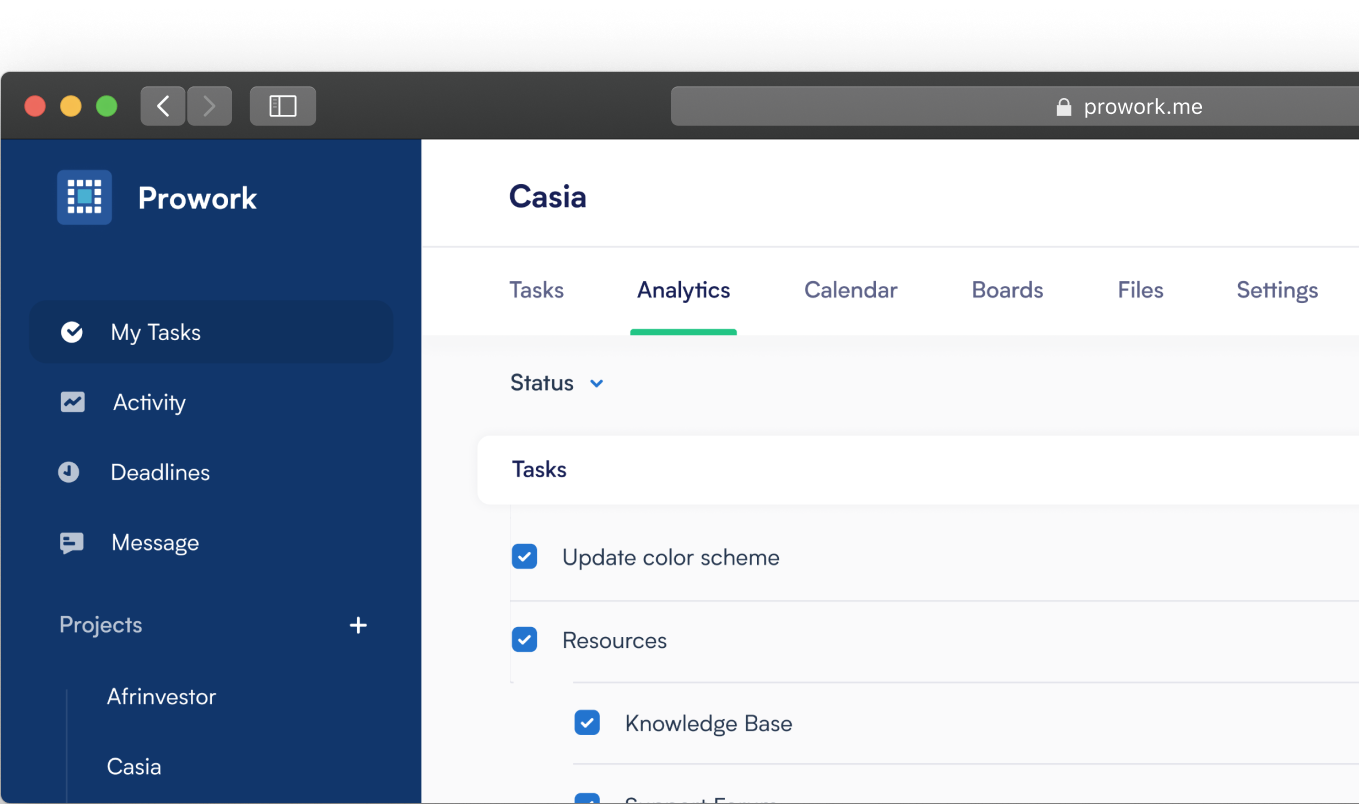 prowork.me
Prowork
My Tasks
Activity
Deadlines
Message
Projects +
Afrinvestor
Casia
Casia
Tasks Analytics Calendar Boards Files Settings
Status
Tasks
Update color scheme
Resources
Knowledge Base